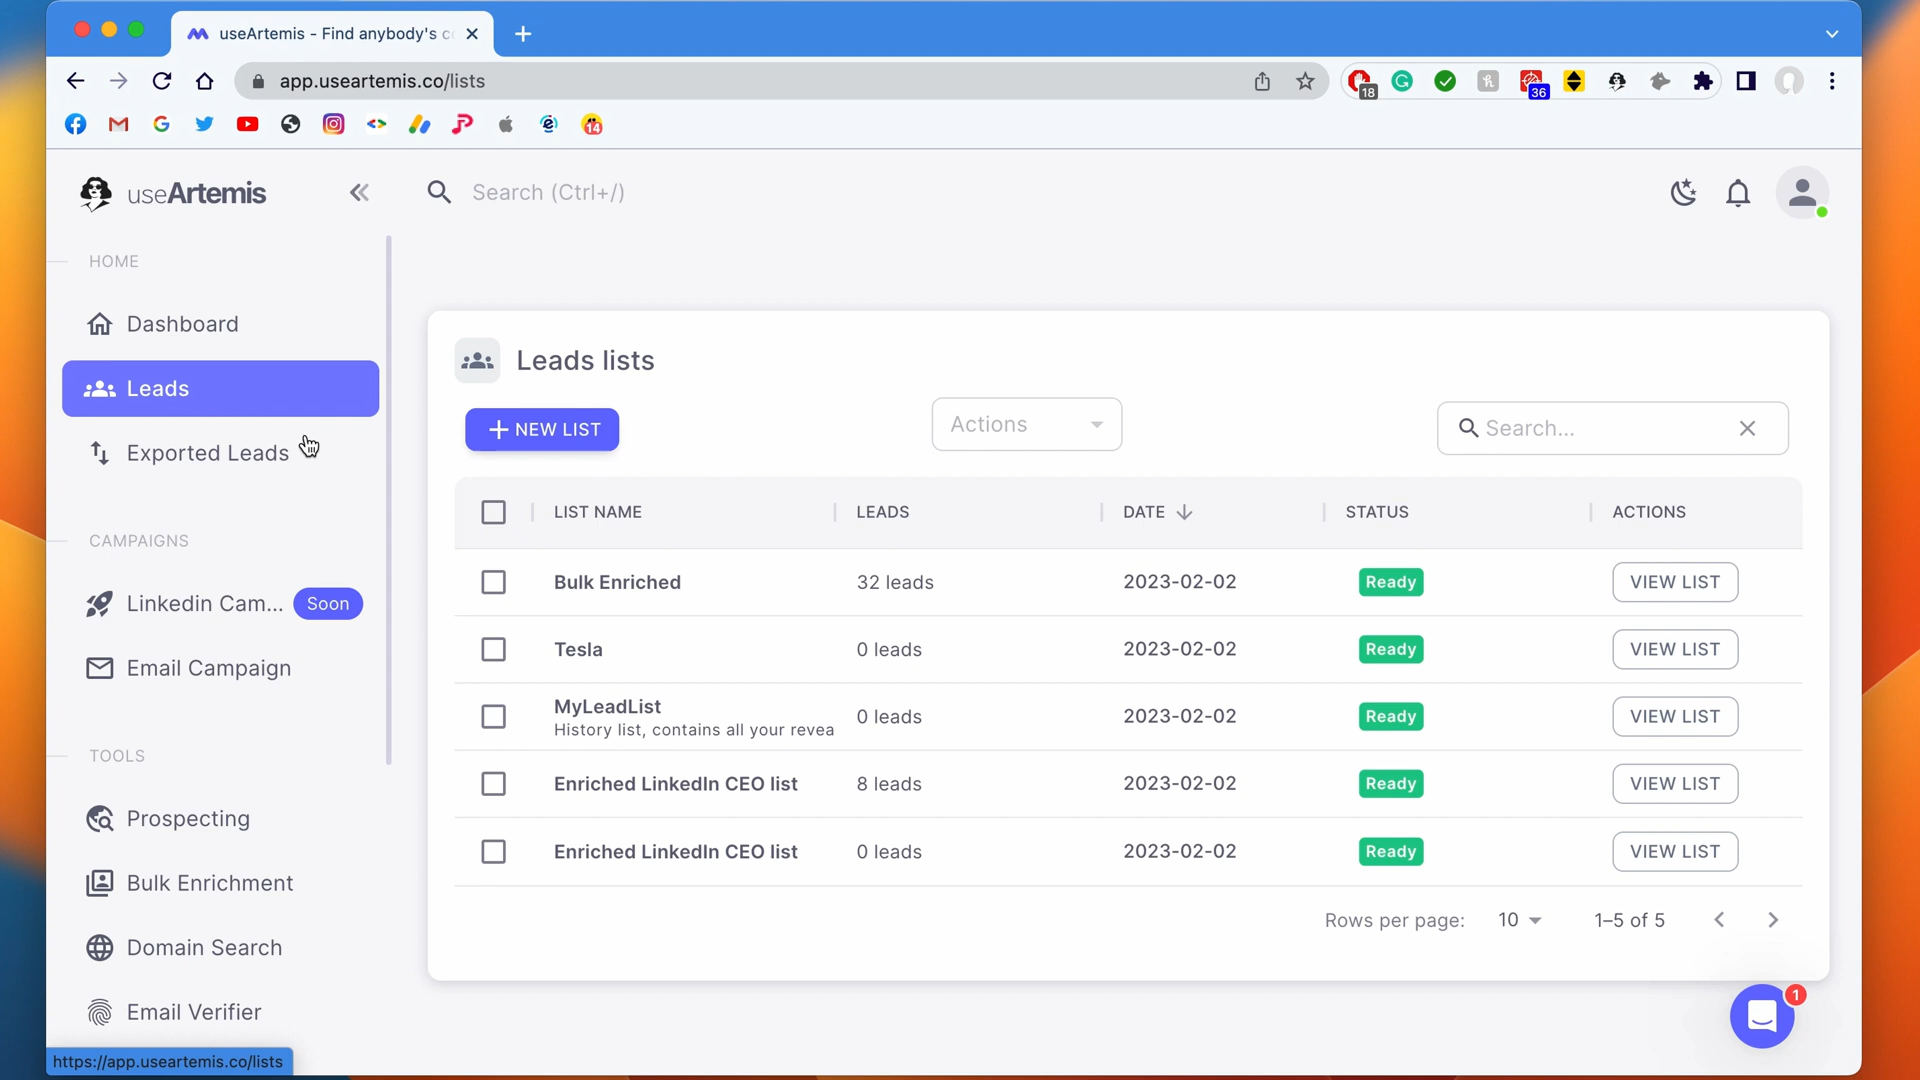 useArtemis - Find anybody's c
app.useartemis.co/lists
18
36
14
useArtemis
Search (Ctrl+/)
HOME
Dashboard
Leads
Exported Leads
CAMPAIGNS
Linkedin Cam... Soon
Email Campaign
TOOLS
Prospecting
Bulk Enrichment
Domain Search
Email Verifier
https://app.useartemis.co/lists
Leads lists
NEW LIST
Actions
Search...
LIST NAME LEADS DATE STATUS ACTIONS
Bulk Enriched 32 leads 2023-02-02 Ready VIEW LIST
Tesla 0 leads 2023-02-02 Ready VIEW LIST
MyLeadList 0 leads 2023-02-02 Ready VIEW LIST
History list, contains all your revea
Enriched LinkedIn CEO list 8 leads 2023-02-02 Ready VIEW LIST
Enriched LinkedIn CEO list 0 leads 2023-02-02 Ready VIEW LIST
Rows per page: 10 1–5 of 5
1